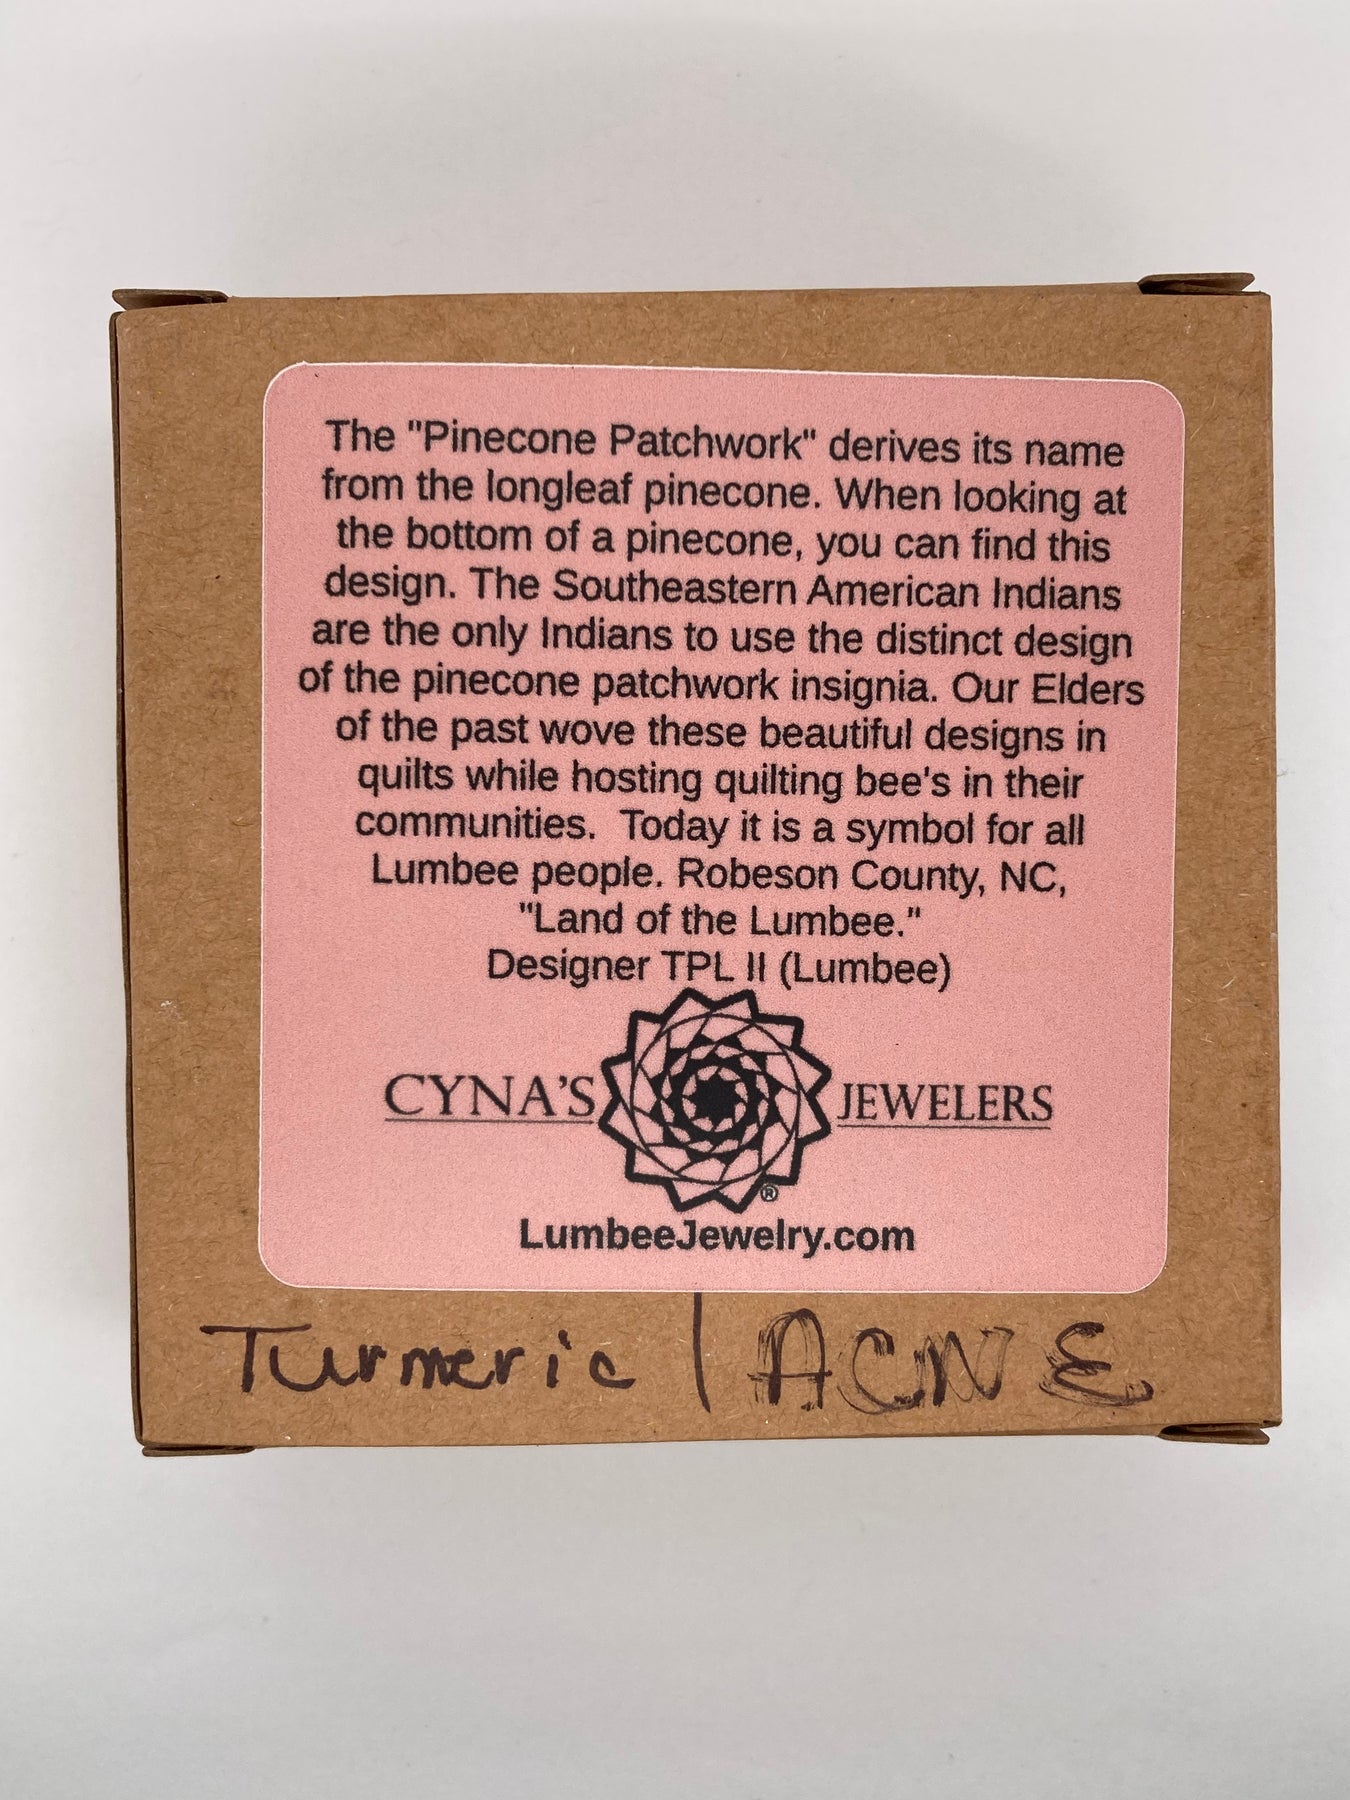 The "Pinecone Patchwork" derives its name
from the longleaf pinecone. When looking at
the bottom of a pinecone, you can find this
design. The Southeastern American Indians
are the only Indians to use the distinct design
of the pinecone patchwork insignia. Our Elders
of the past wove these beautiful designs in
quilts while hosting quilting bee's in their
communities.  Today it is a symbol for all
Lumbee people. Robeson County, NC,
"Land of the Lumbee."
Designer TPL II (Lumbee)
CYNA'S JEWELERS
®
LumbeeJewelry.com
Turmeric | ACNE